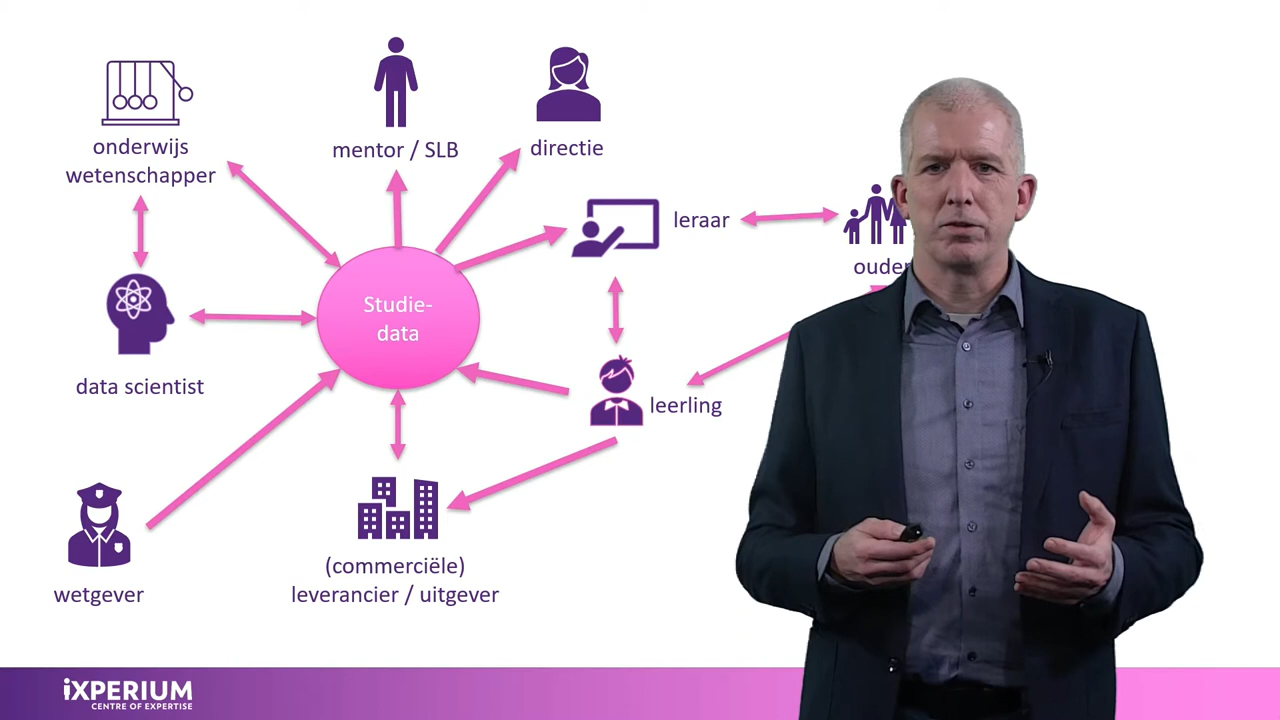 onderwijs
wetenschapper
mentor / SLB
directie
leraar
ouder
Studie-
data
data scientist
leerling
wetgever
(commerciële)
leverancier / uitgever
iXPERIUM
CENTRE OF EXPERTISE